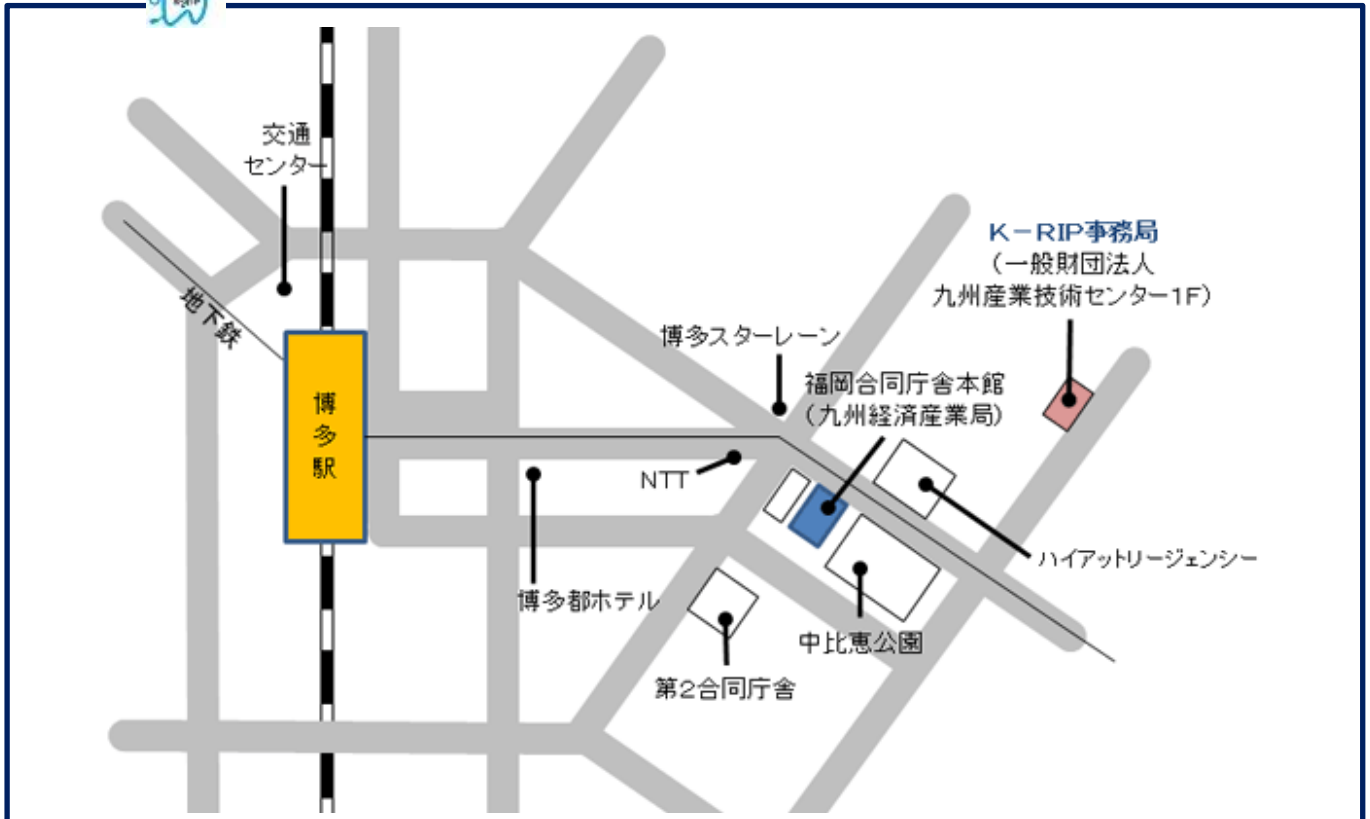 交通
センター
地下鉄
博多駅
K-RIP事務局
（一般財団法人
九州産業技術センター1F）
博多スターレーン
福岡合同庁舎本館
（九州経済産業局）
NTT
ハイアットリージェンシー
博多都ホテル
中比恵公園
第2合同庁舎